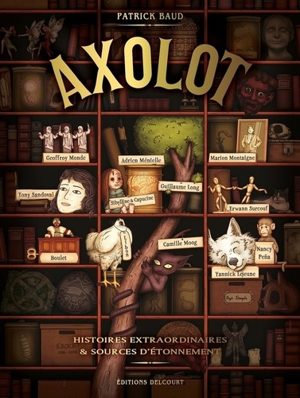 PATRICK BAUD
AXOLOT
Geoffroy Monde
Adrien Ménielle
Marion Montaigne
Tony Sandoval
Sibylline & Capucine
Guillaume Long
Erwann Surcouf
Boulet
Camille Moog
Nancy Peña
Yannick Lejeune
HISTOIRES EXTRAORDINAIRES
& SOURCES D'ÉTONNEMENT
ÉDITIONS DELCOURT